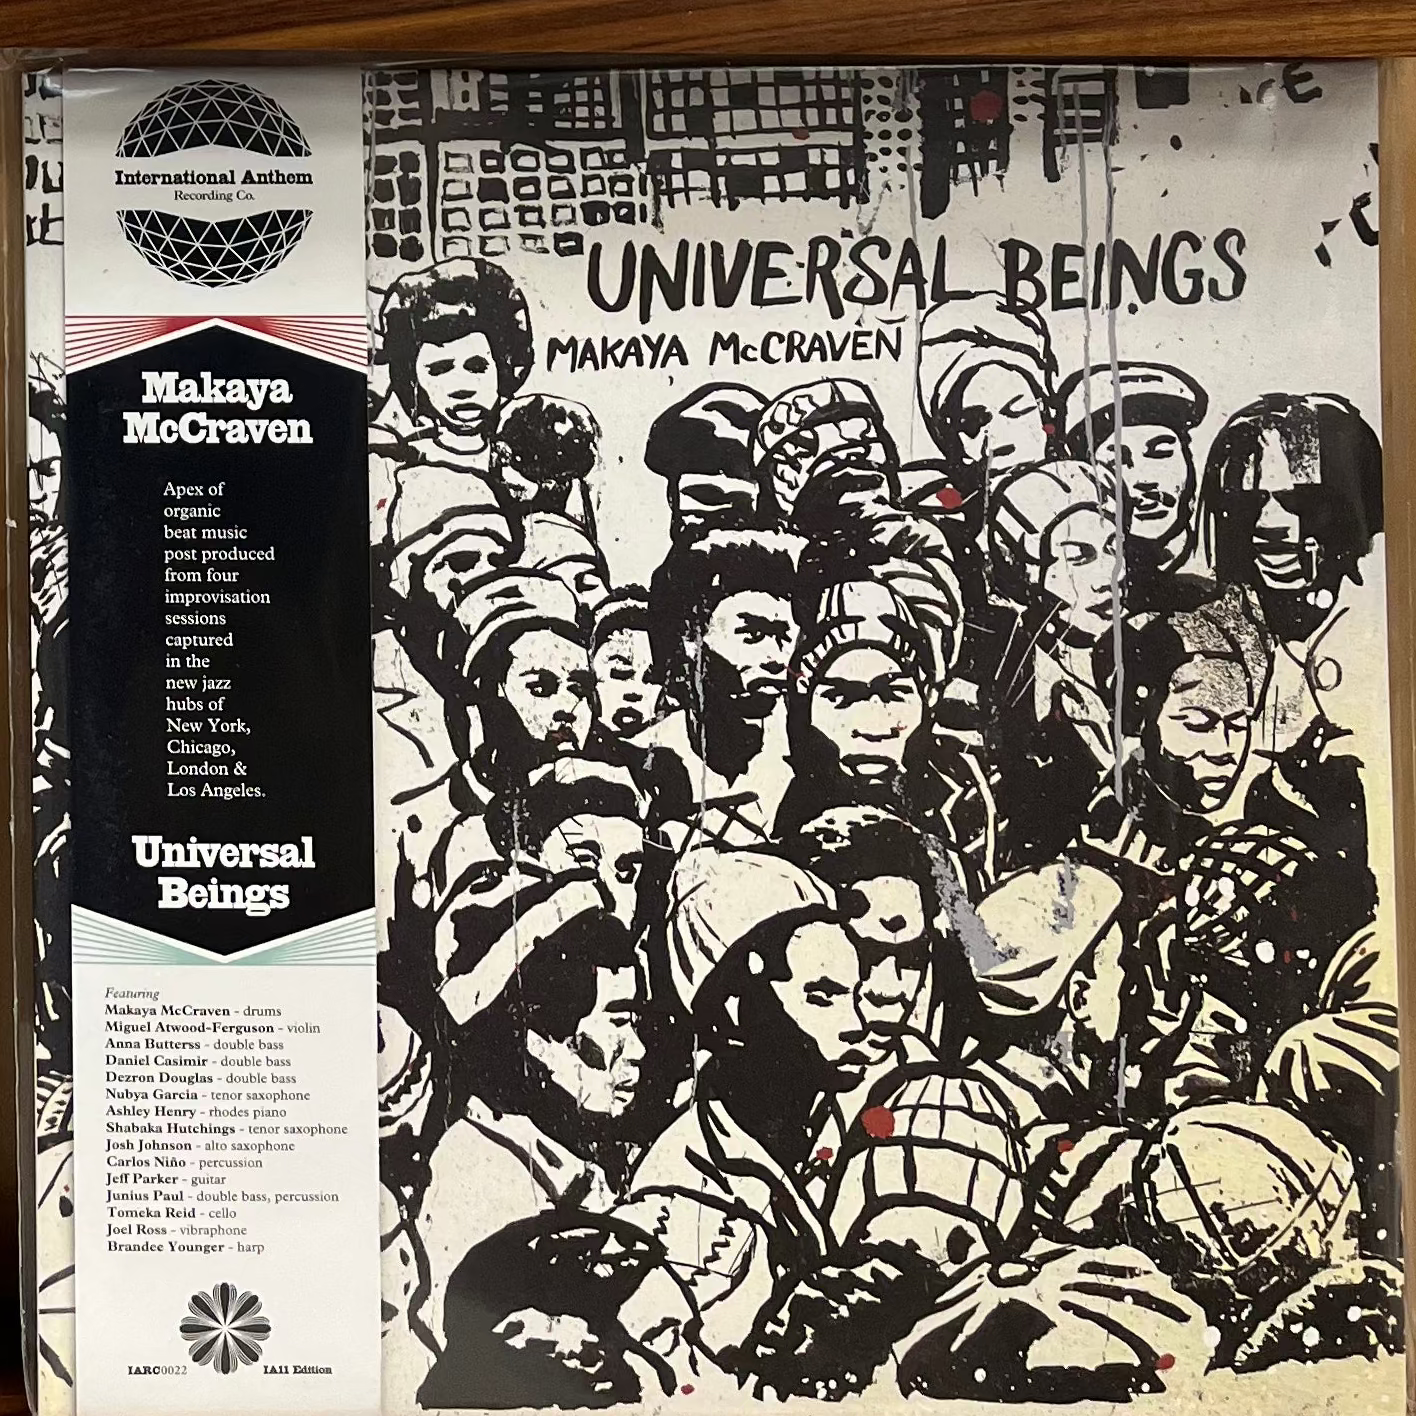 International Anthem
Recording Co.
Makaya
McCraven
Apex of
organic
beat music
post produced
from four
improvisation
sessions
captured
in the
new jazz
hubs of
New York,
Chicago,
London &
Los Angeles.
Universal
Beings
Featuring
Makaya McCraven - drums
Miguel Atwood-Ferguson - violin
Anna Butterss - double bass
Daniel Casimir - double bass
Dezron Douglas - double bass
Nubya Garcia - tenor saxophone
Ashley Henry - rhodes piano
Shabaka Hutchings - tenor saxophone
Josh Johnson - alto saxophone
Carlos Niño - percussion
Jeff Parker - guitar
Junius Paul - double bass, percussion
Tomeka Reid - cello
Joel Ross - vibraphone
Brandee Younger - harp
IARC0022 IA11 Edition
UNIVERSAL BEINGS
MAKAYA McCRAVEN